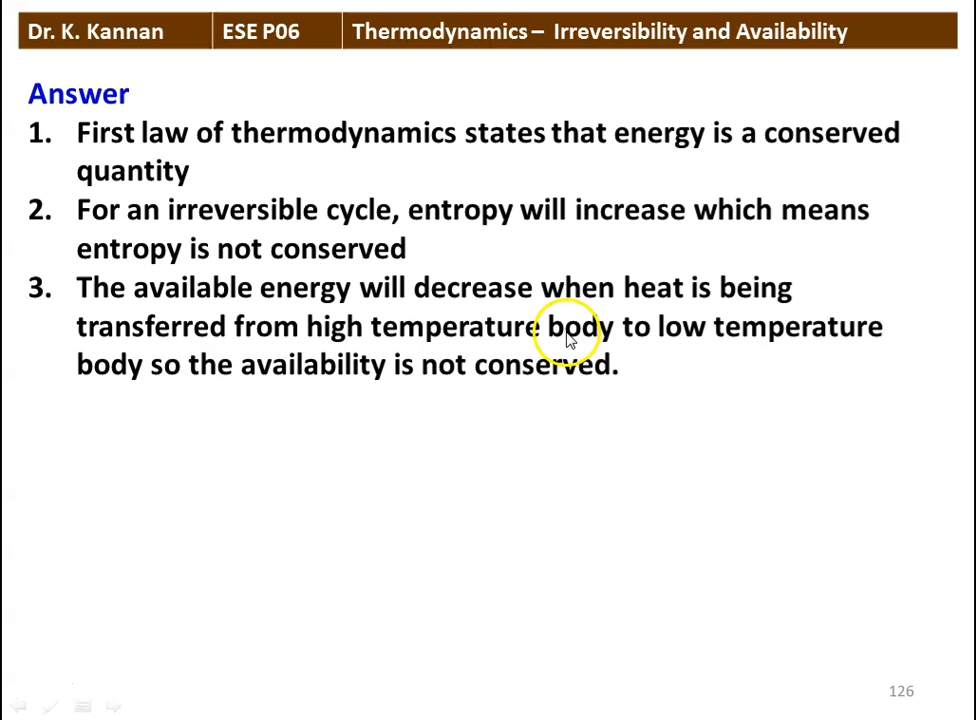 Dr. K. Kannan ESE P06 Thermodynamics – Irreversibility and Availability
Answer
1. First law of thermodynamics states that energy is a conserved
quantity
2. For an irreversible cycle, entropy will increase which means
entropy is not conserved
3. The available energy will decrease when heat is being
transferred from high temperature body to low temperature
body so the availability is not conserved.
126